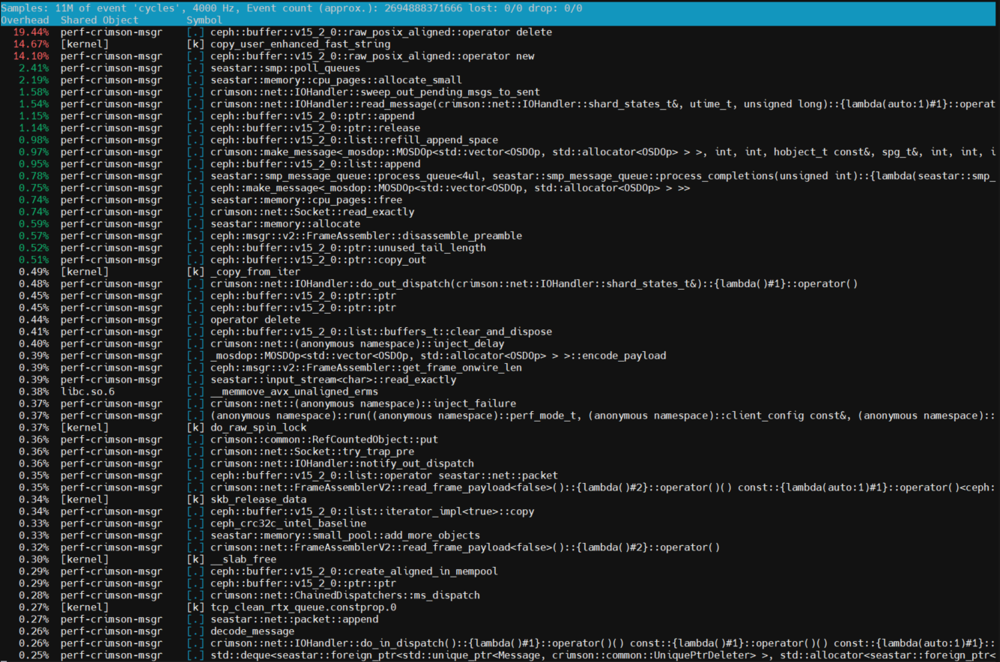 Samples: 11M of event 'cycles', 4000 Hz, Event count (approx.): 2694888371666 lost: 0/0 drop: 0/0
Overhead  Shared Object        Symbol
19.44%  perf-crimson-msgr    [.] ceph::buffer::v15_2_0::raw_posix_aligned::operator delete
14.67%  [kernel]             [k] copy_user_enhanced_fast_string
14.10%  perf-crimson-msgr    [.] ceph::buffer::v15_2_0::raw_posix_aligned::operator new
2.41%  perf-crimson-msgr    [.] seastar::smp::poll_queues
2.19%  perf-crimson-msgr    [.] seastar::memory::cpu_pages::allocate_small
1.58%  perf-crimson-msgr    [.] crimson::net::IOHandler::sweep_out_pending_msgs_to_sent
1.54%  perf-crimson-msgr    [.] crimson::net::IOHandler::read_message(crimson::net::IOHandler::shard_states_t&, utime_t, unsigned long)::{lambda(auto:1)#1}::operat
1.15%  perf-crimson-msgr    [.] ceph::buffer::v15_2_0::ptr::append
1.14%  perf-crimson-msgr    [.] ceph::buffer::v15_2_0::ptr::release
0.98%  perf-crimson-msgr    [.] ceph::buffer::v15_2_0::list::refill_append_space
0.97%  perf-crimson-msgr    [.] crimson::make_message<_mosdop::MOSDOp<std::vector<OSDOp, std::allocator<OSDOp> > >, int, int, hobject_t const&, spg_t&, int, int, i
0.95%  perf-crimson-msgr    [.] ceph::buffer::v15_2_0::list::append
0.78%  perf-crimson-msgr    [.] seastar::smp_message_queue::process_queue<4ul, seastar::smp_message_queue::process_completions(unsigned int)::{lambda(seastar::smp_
0.75%  perf-crimson-msgr    [.] ceph::make_message<_mosdop::MOSDOp<std::vector<OSDOp, std::allocator<OSDOp> > >>
0.74%  perf-crimson-msgr    [.] seastar::memory::cpu_pages::free
0.74%  perf-crimson-msgr    [.] crimson::net::Socket::read_exactly
0.59%  perf-crimson-msgr    [.] seastar::memory::allocate
0.57%  perf-crimson-msgr    [.] ceph::msgr::v2::FrameAssembler::disassemble_preamble
0.52%  perf-crimson-msgr    [.] ceph::buffer::v15_2_0::ptr::unused_tail_length
0.51%  perf-crimson-msgr    [.] ceph::buffer::v15_2_0::ptr::copy_out
0.49%  [kernel]             [k] _copy_from_iter
0.48%  perf-crimson-msgr    [.] crimson::net::IOHandler::do_out_dispatch(crimson::net::IOHandler::shard_states_t&)::{lambda()#1}::operator()
0.45%  perf-crimson-msgr    [.] ceph::buffer::v15_2_0::ptr::ptr
0.45%  perf-crimson-msgr    [.] ceph::buffer::v15_2_0::ptr::ptr
0.44%  perf-crimson-msgr    [.] operator delete
0.41%  perf-crimson-msgr    [.] ceph::buffer::v15_2_0::list::buffers_t::clear_and_dispose
0.40%  perf-crimson-msgr    [.] crimson::net::(anonymous namespace)::inject_delay
0.39%  perf-crimson-msgr    [.] _mosdop::MOSDOp<std::vector<OSDOp, std::allocator<OSDOp> > >::encode_payload
0.39%  perf-crimson-msgr    [.] ceph::msgr::v2::FrameAssembler::get_frame_onwire_len
0.39%  perf-crimson-msgr    [.] seastar::input_stream<char>::read_exactly
0.38%  libc.so.6            [.] __memmove_avx_unaligned_erms
0.37%  perf-crimson-msgr    [.] crimson::net::(anonymous namespace)::inject_failure
0.37%  perf-crimson-msgr    [.] (anonymous namespace)::run((anonymous namespace)::perf_mode_t, (anonymous namespace)::client_config const&, (anonymous namespace)::
0.37%  [kernel]             [k] do_raw_spin_lock
0.36%  perf-crimson-msgr    [.] crimson::common::RefCountedObject::put
0.36%  perf-crimson-msgr    [.] crimson::net::Socket::try_trap_pre
0.36%  perf-crimson-msgr    [.] crimson::net::IOHandler::notify_out_dispatch
0.35%  perf-crimson-msgr    [.] ceph::buffer::v15_2_0::list::operator seastar::net::packet
0.35%  perf-crimson-msgr    [.] crimson::net::FrameAssemblerV2::read_frame_payload<false>()::{lambda()#2}::operator()() const::{lambda(auto:1)#1}::operator()<ceph:
0.34%  [kernel]             [k] skb_release_data
0.34%  perf-crimson-msgr    [.] ceph::buffer::v15_2_0::list::iterator_impl<true>::copy
0.33%  perf-crimson-msgr    [.] ceph_crc32c_intel_baseline
0.33%  perf-crimson-msgr    [.] seastar::memory::small_pool::add_more_objects
0.32%  perf-crimson-msgr    [.] crimson::net::FrameAssemblerV2::read_frame_payload<false>()::{lambda()#2}::operator()
0.30%  [kernel]             [k] __slab_free
0.29%  perf-crimson-msgr    [.] ceph::buffer::v15_2_0::create_aligned_in_mempool
0.29%  perf-crimson-msgr    [.] ceph::buffer::v15_2_0::ptr::ptr
0.28%  perf-crimson-msgr    [.] crimson::net::ChainedDispatchers::ms_dispatch
0.27%  [kernel]             [k] tcp_clean_rtx_queue.constprop.0
0.27%  perf-crimson-msgr    [.] seastar::net::packet::append
0.26%  perf-crimson-msgr    [.] decode_message
0.26%  perf-crimson-msgr    [.] crimson::net::IOHandler::do_in_dispatch()::{lambda()#1}::operator()() const::{lambda()#1}::operator()() const::{lambda(auto:1)#1}::
0.25%  perf-crimson-msgr    [.] std::deque<seastar::foreign_ptr<std::unique_ptr<Message, crimson::common::UniquePtrDeleter> >, std::allocator<seastar::foreign_ptr<